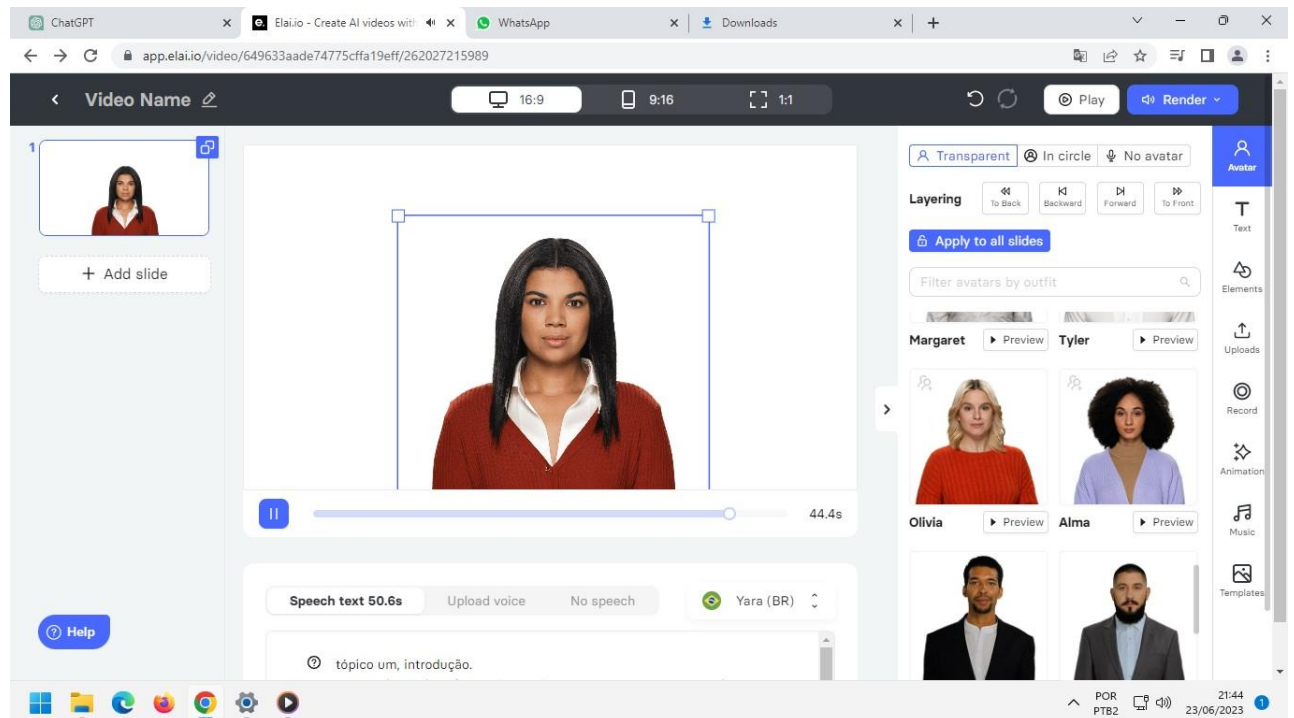 ChatGPT
Elai.io - Create AI videos with
WhatsApp
Downloads
app.elai.io/video/649633aade74775cffa19eff/262027215989
Video Name
16:9
9:16
1:1
Play
Render
1
Add slide
Transparent
In circle
No avatar
Avatar
Layering
To Back
Backward
Forward
To Front
Text
Apply to all slides
Filter avatars by outfit
Elements
Margaret
Preview
Tyler
Preview
Uploads
Record
Animation
44.4s
Olivia
Preview
Alma
Preview
Music
Speech text 50.6s
Upload voice
No speech
Yara (BR)
Templates
Help
tópico um, introdução.
POR
PTB2
21:44
23/06/2023
1